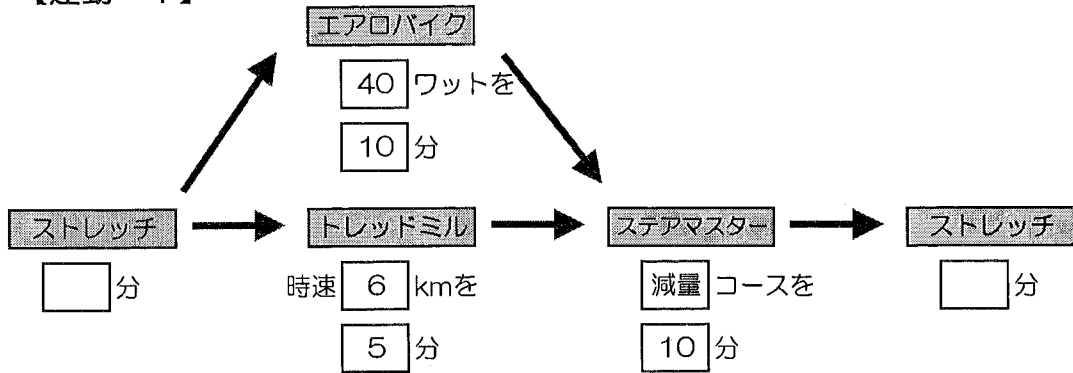 エアロバイク
40 ワットを
10 分
ストレッチ
分
トレッドミル
時速 6 kmを
5 分
ステアマスター
減量 コースを
10 分
ストレッチ
分